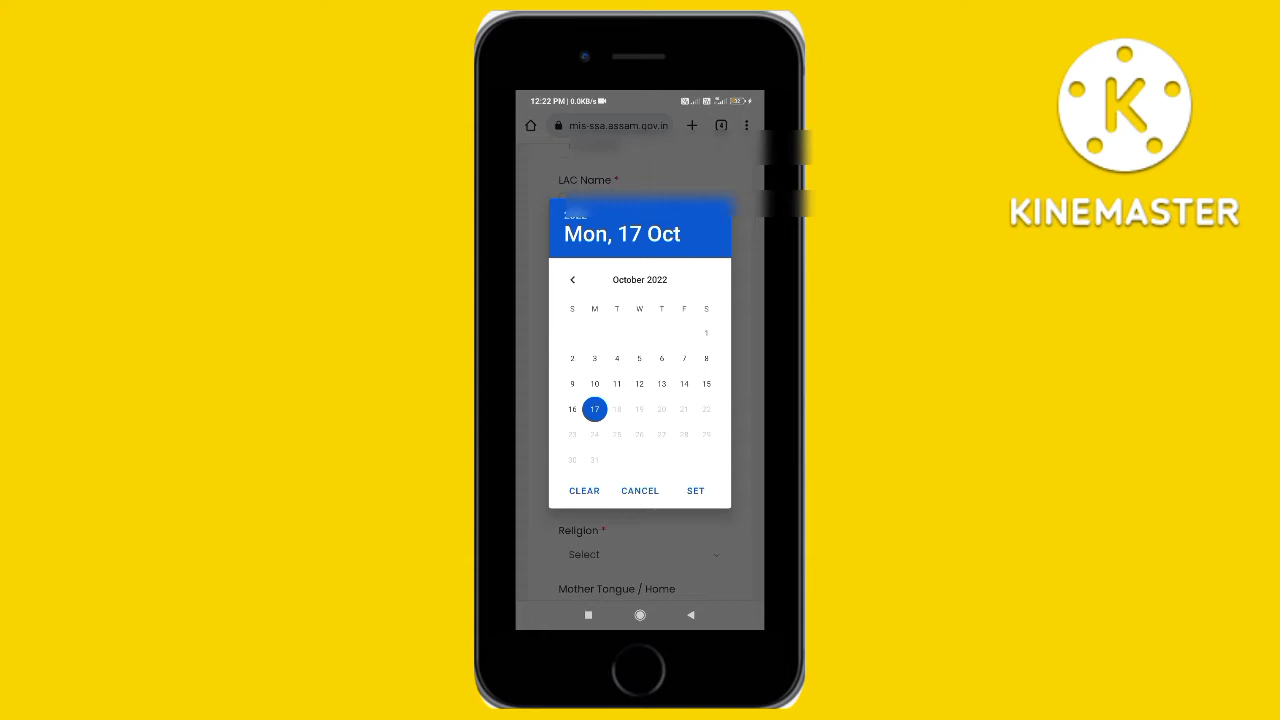 12:22 PM | 0.0KB/s
mis-ssa.assam.gov.in
4
LAC Name *
2022
Mon, 17 Oct
October 2022
S M T W T F S
1
2 3 4 5 6 7 8
9 10 11 12 13 14 15
16 17 18 19 20 21 22
23 24 25 26 27 28 29
30 31
CLEAR CANCEL SET
Religion *
Select
Mother Tongue / Home
K
KINEMASTER